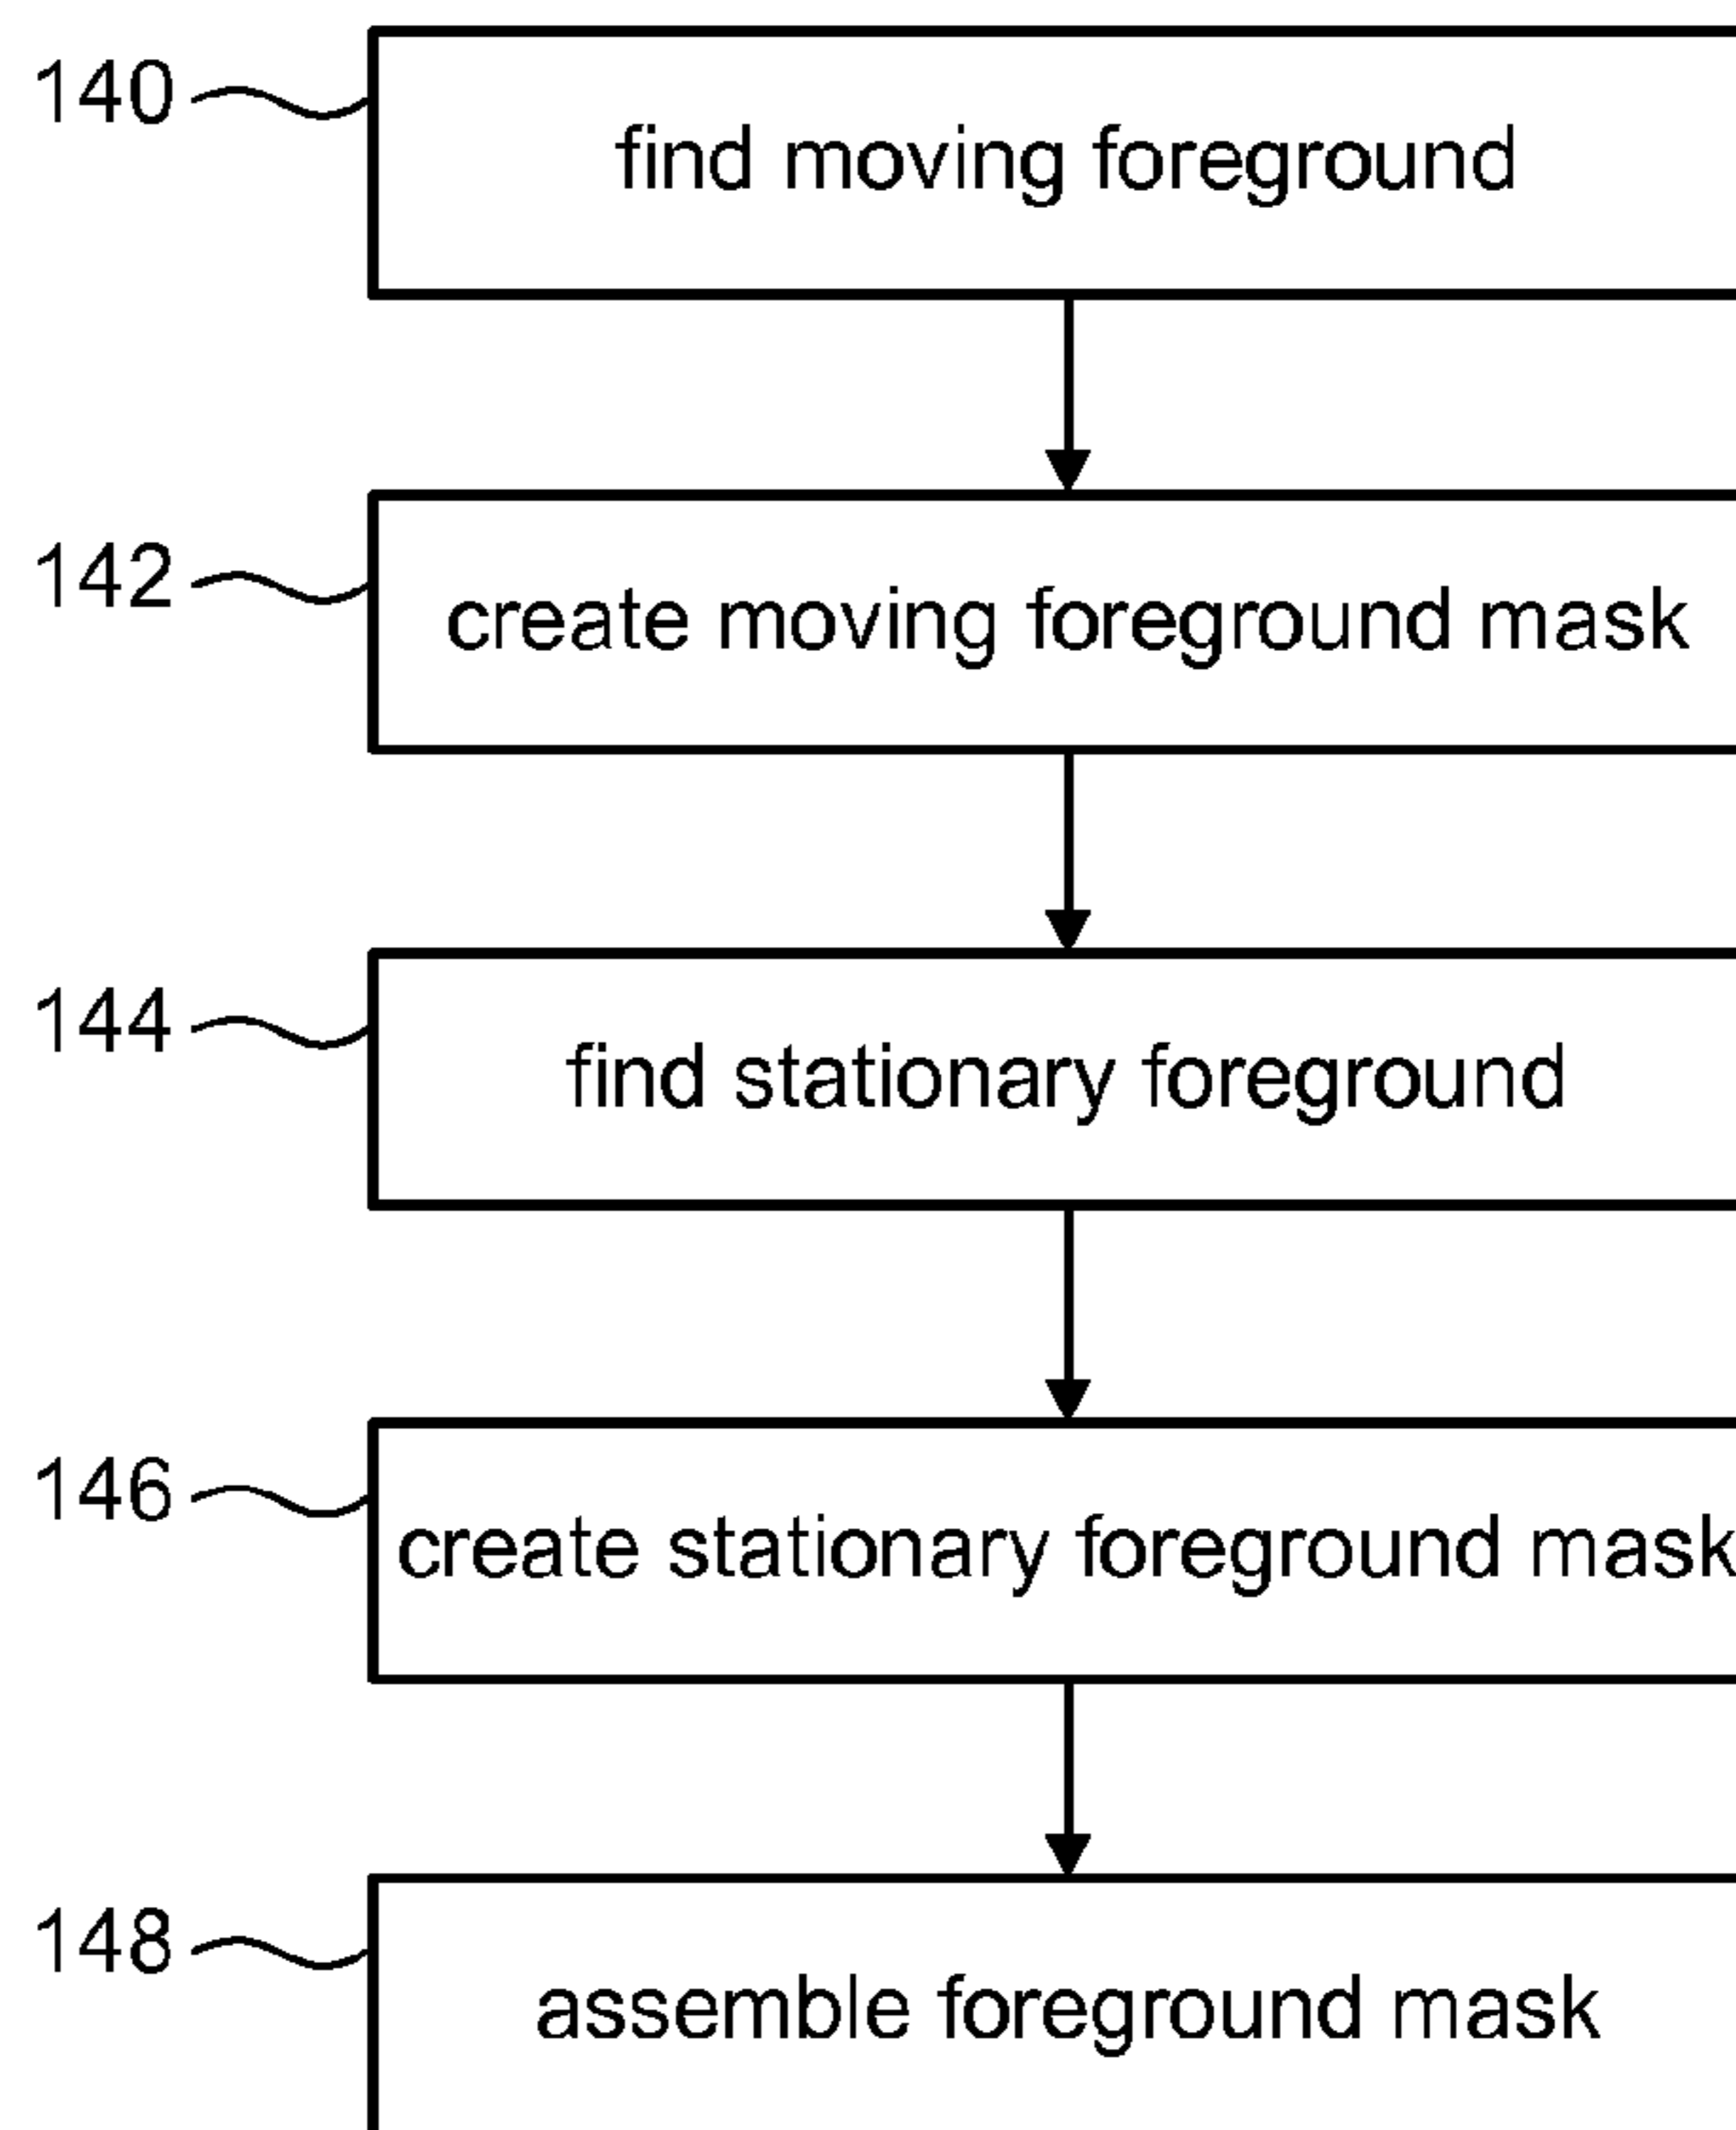 140
find moving foreground
142
create moving foreground mask
144
find stationary foreground
146
create stationary foreground mask
148
assemble foreground mask